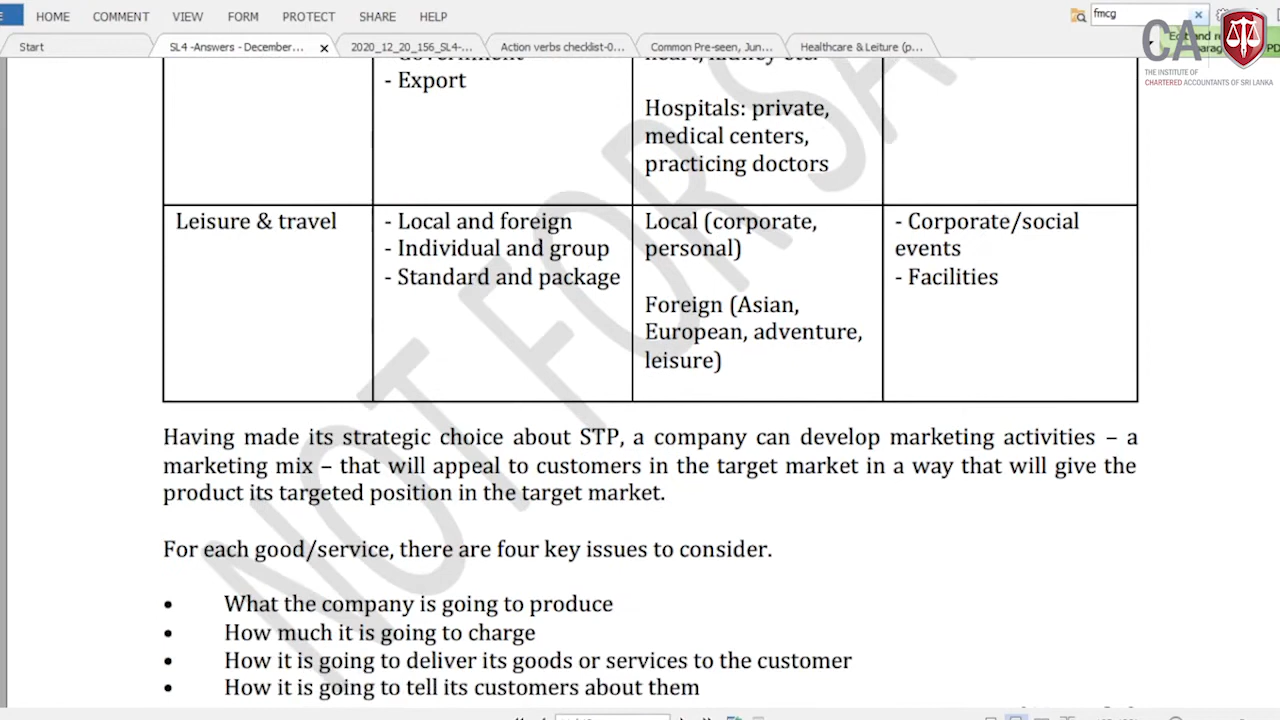 HOME COMMENT VIEW FORM PROTECT SHARE HELP
fmcg
Start
SL4 -Answers - December...
2020_12_20_156_SL4-...
Action verbs checklist-0...
Common Pre-seen, Jun...
Healthcare & Leiture (p...
CA
THE INSTITUTE OF
CHARTERED ACCOUNTANTS OF SRI LANKA
- Export
Hospitals: private,
medical centers,
practicing doctors
Leisure & travel
- Local and foreign
- Individual and group
- Standard and package
Local (corporate,
personal)
Foreign (Asian,
European, adventure,
leisure)
- Corporate/social
events
- Facilities
Having made its strategic choice about STP, a company can develop marketing activities – a
marketing mix – that will appeal to customers in the target market in a way that will give the
product its targeted position in the target market.
For each good/service, there are four key issues to consider.
• What the company is going to produce
• How much it is going to charge
• How it is going to deliver its goods or services to the customer
• How it is going to tell its customers about them
NOT FOR SA